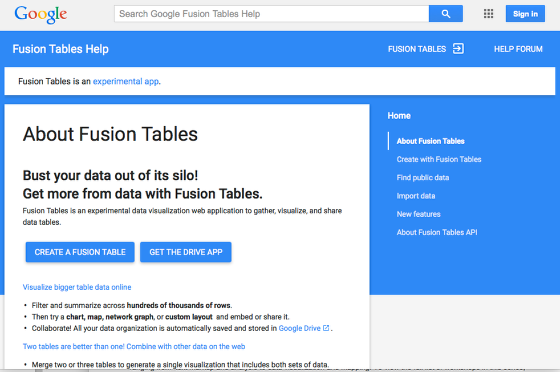 Google
Search Google Fusion Tables Help
Sign in
Fusion Tables Help
FUSION TABLES
HELP FORUM
Fusion Tables is an experimental app.
About Fusion Tables
Bust your data out of its silo!
Get more from data with Fusion Tables.
Fusion Tables is an experimental data visualization web application to gather, visualize, and share
data tables.
CREATE A FUSION TABLE
GET THE DRIVE APP
Visualize bigger table data online
• Filter and summarize across hundreds of thousands of rows.
• Then try a chart, map, network graph, or custom layout and embed or share it.
• Collaborate! All your data organization is automatically saved and stored in Google Drive.
Two tables are better than one! Combine with other data on the web
• Merge two or three tables to generate a single visualization that includes both sets of data.
Home
About Fusion Tables
Create with Fusion Tables
Find public data
Import data
New features
About Fusion Tables API